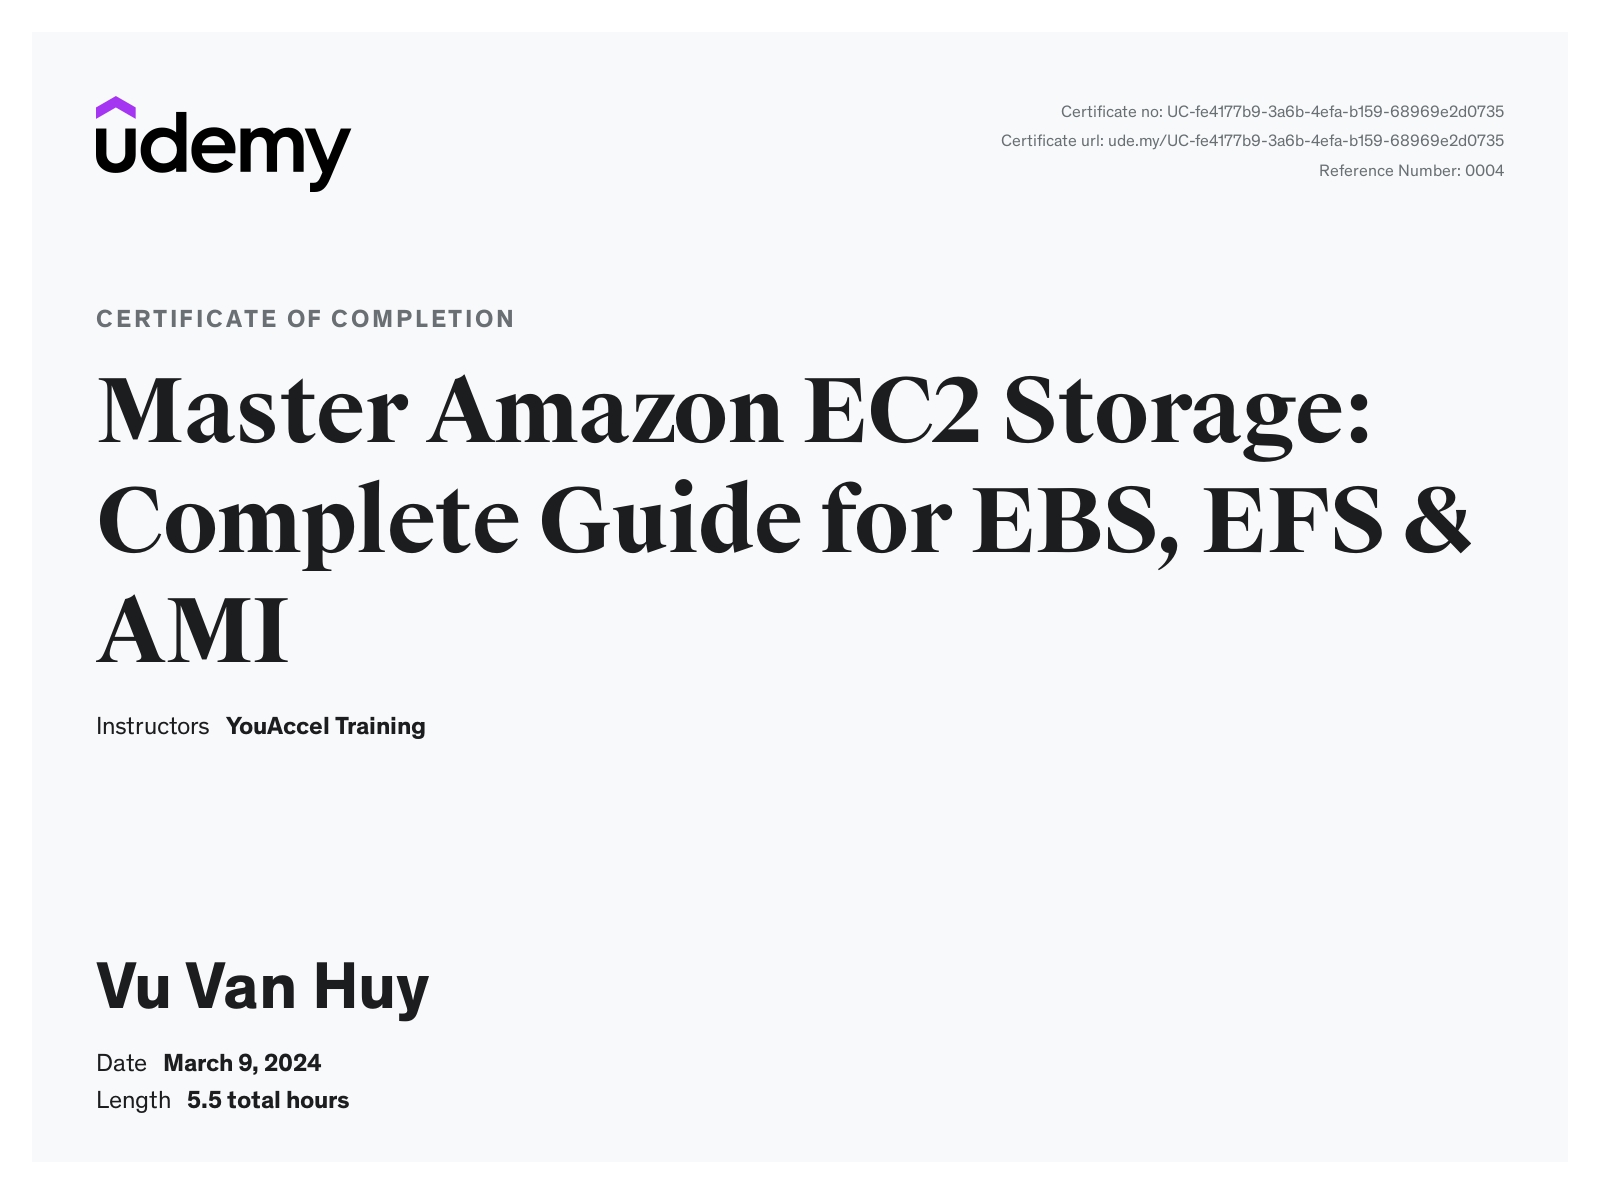 udemy
Certificate no: UC-fe4177b9-3a6b-4efa-b159-68969e2d0735
Certificate url: ude.my/UC-fe4177b9-3a6b-4efa-b159-68969e2d0735
Reference Number: 0004
CERTIFICATE OF COMPLETION
Master Amazon EC2 Storage:
Complete Guide for EBS, EFS &
AMI
Instructors YouAccel Training
Vu Van Huy
Date March 9, 2024
Length 5.5 total hours